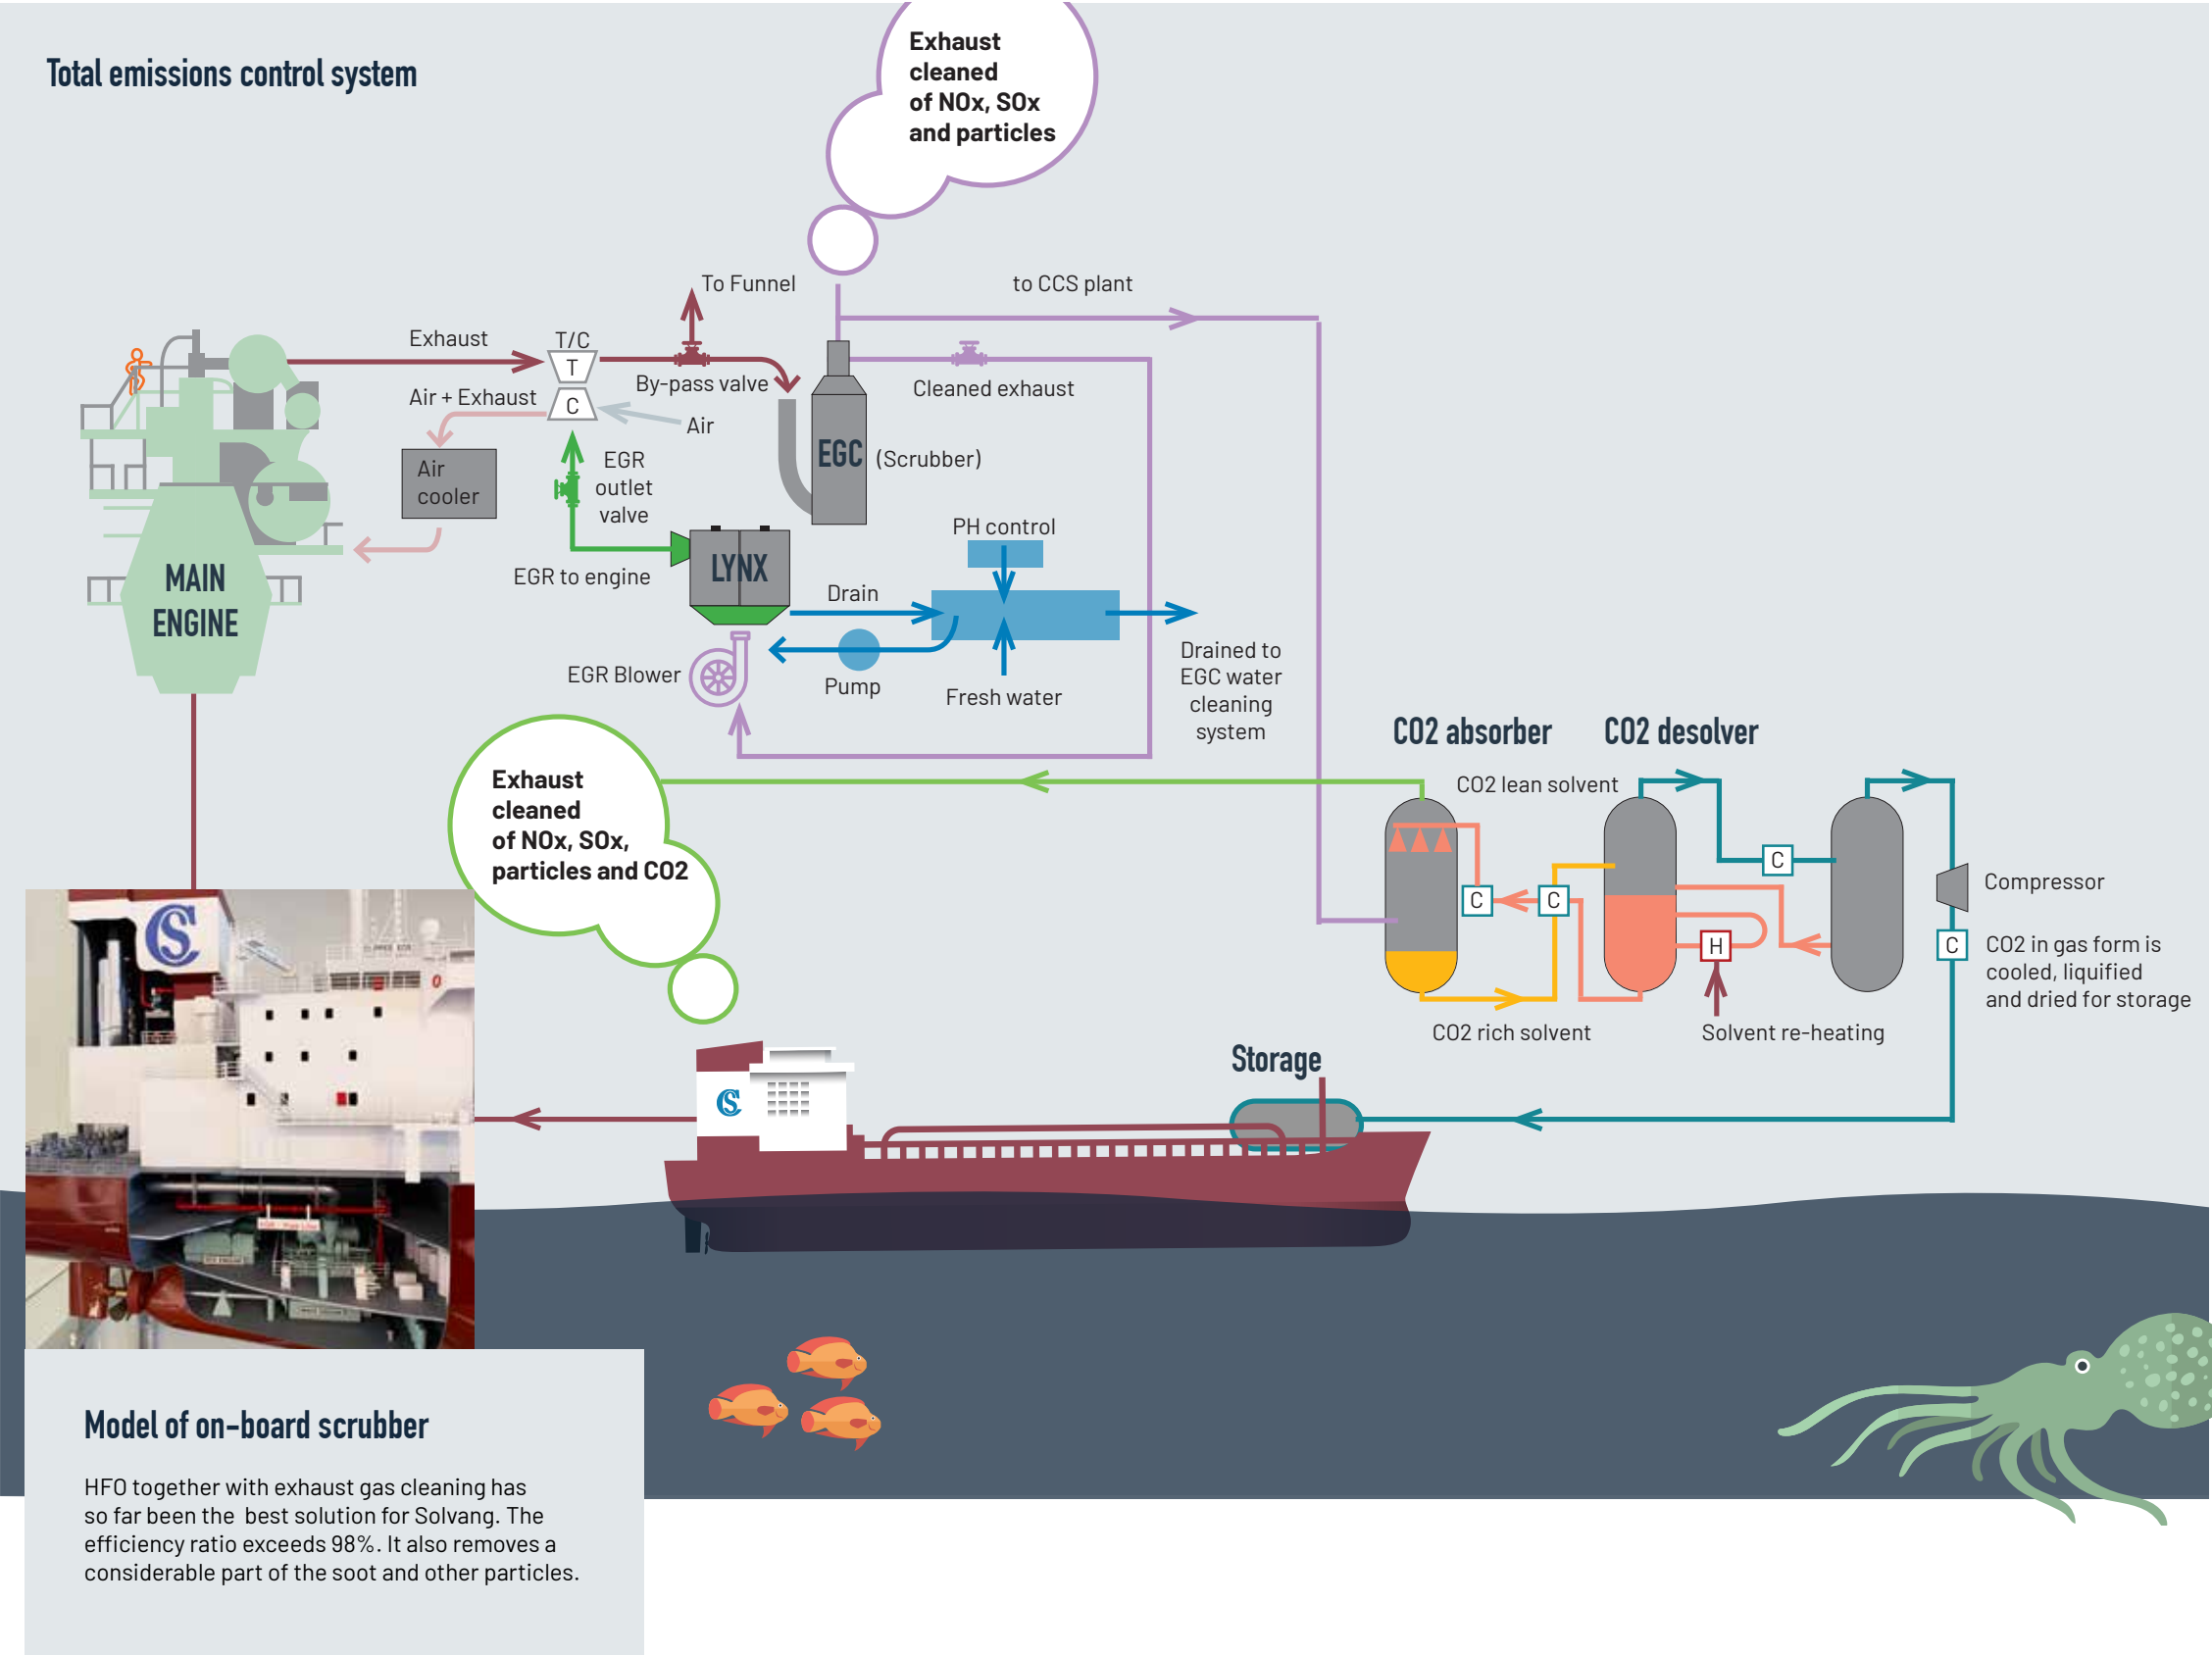 Total emissions control system
Exhaust
cleaned
of NOx, SOx
and particles
To Funnel
to CCS plant
Exhaust
T/C
T
By-pass valve
Cleaned exhaust
Air + Exhaust
C
Air
Air
cooler
EGR
outlet
valve
EGC
(Scrubber)
MAIN
ENGINE
LYNX
EGR to engine
PH control
Drain
EGR Blower
Pump
Fresh water
Drained to
EGC water
cleaning
system
CO2 absorber
CO2 desolver
Exhaust
cleaned
of NOx, SOx,
particles and CO2
CO2 lean solvent
C
C
C
H
Compressor
C
CO2 in gas form is
cooled, liquified
and dried for storage
CO2 rich solvent
Solvent re-heating
Storage
Model of on-board scrubber
HFO together with exhaust gas cleaning has
so far been the best solution for Solvang. The
efficiency ratio exceeds 98%. It also removes a
considerable part of the soot and other particles.